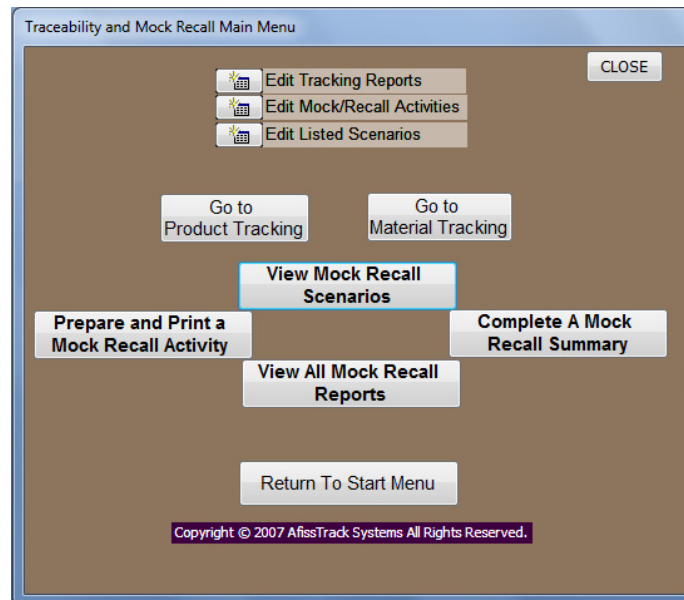 Traceability and Mock Recall Main Menu
CLOSE
Edit Tracking Reports
Edit Mock/Recall Activities
Edit Listed Scenarios
Go to
Product Tracking
Go to
Material Tracking
View Mock Recall
Scenarios
Prepare and Print a
Mock Recall Activity
Complete A Mock
Recall Summary
View All Mock Recall
Reports
Return To Start Menu
Copyright © 2007 AfissTrack Systems All Rights Reserved.